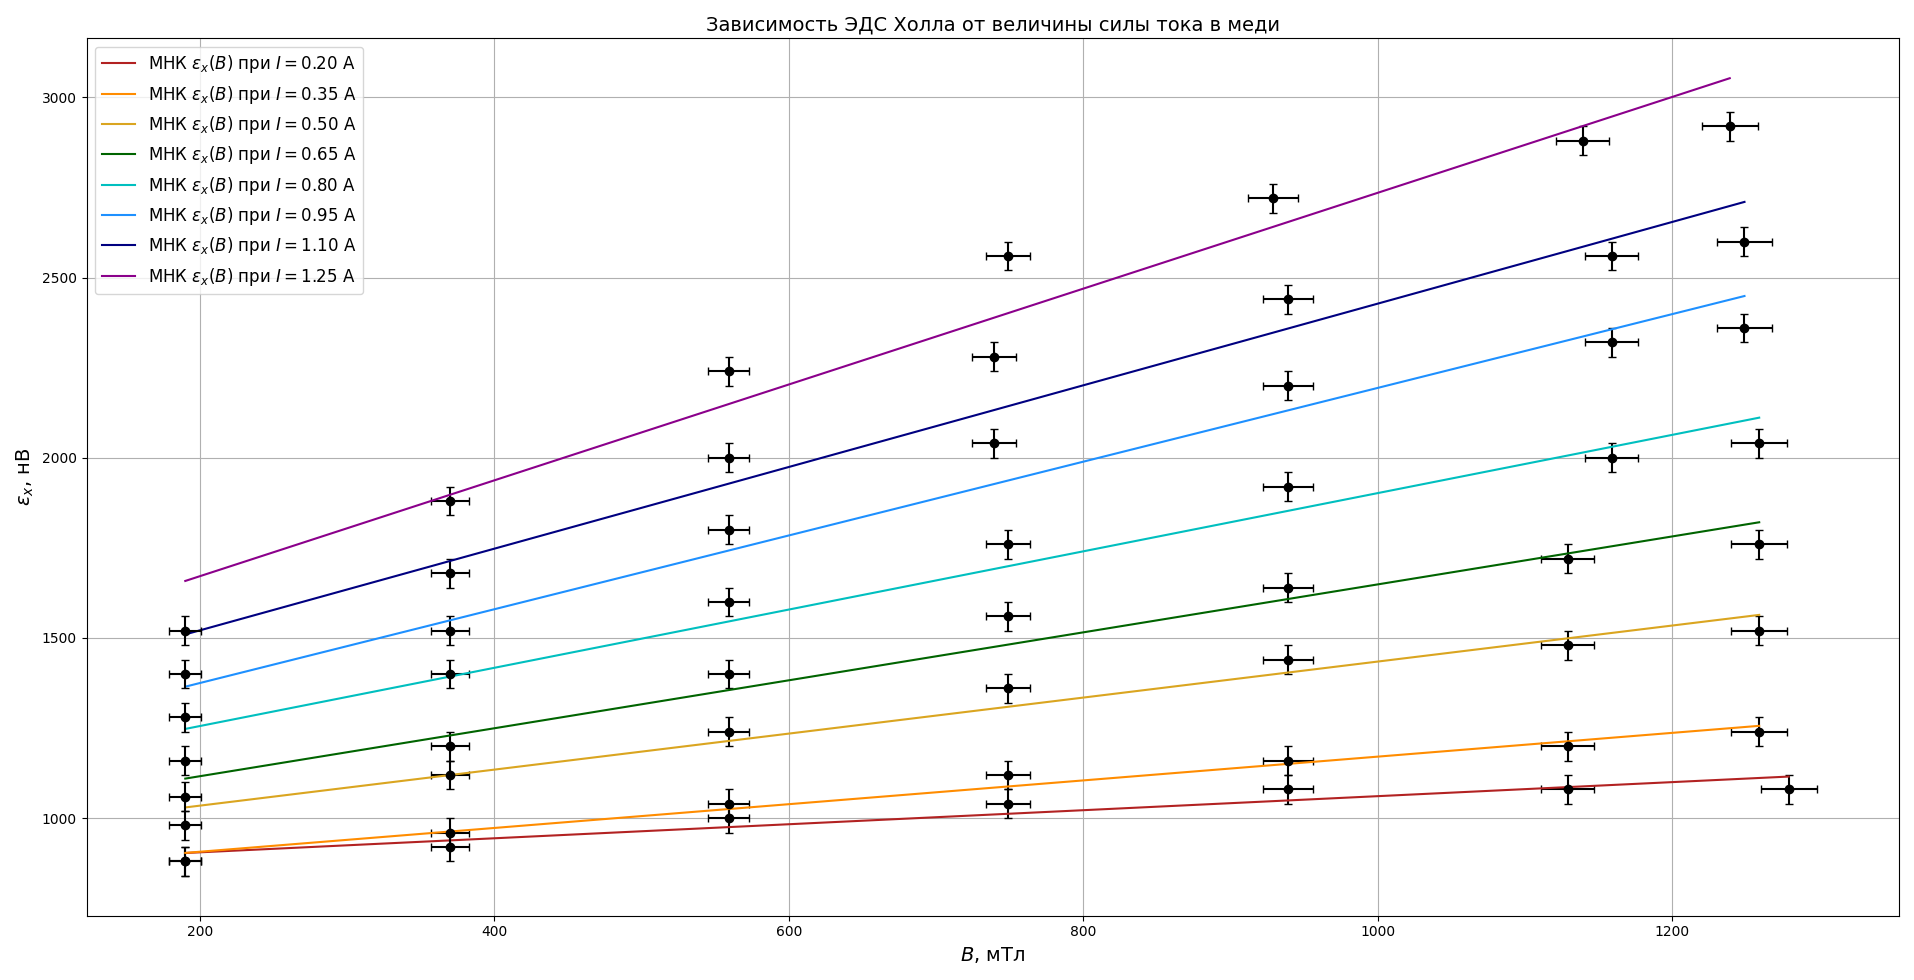 Зависимость ЭДС Холла от величины силы тока в меди
МНК εx(B) при I = 0.20 А
МНК εx(B) при I = 0.35 А
МНК εx(B) при I = 0.50 А
МНК εx(B) при I = 0.65 А
МНК εx(B) при I = 0.80 А
МНК εx(B) при I = 0.95 А
МНК εx(B) при I = 1.10 А
МНК εx(B) при I = 1.25 А
3000
2500
2000
1500
1000
εx, нВ
200 400 600 800 1000 1200
B, мТл